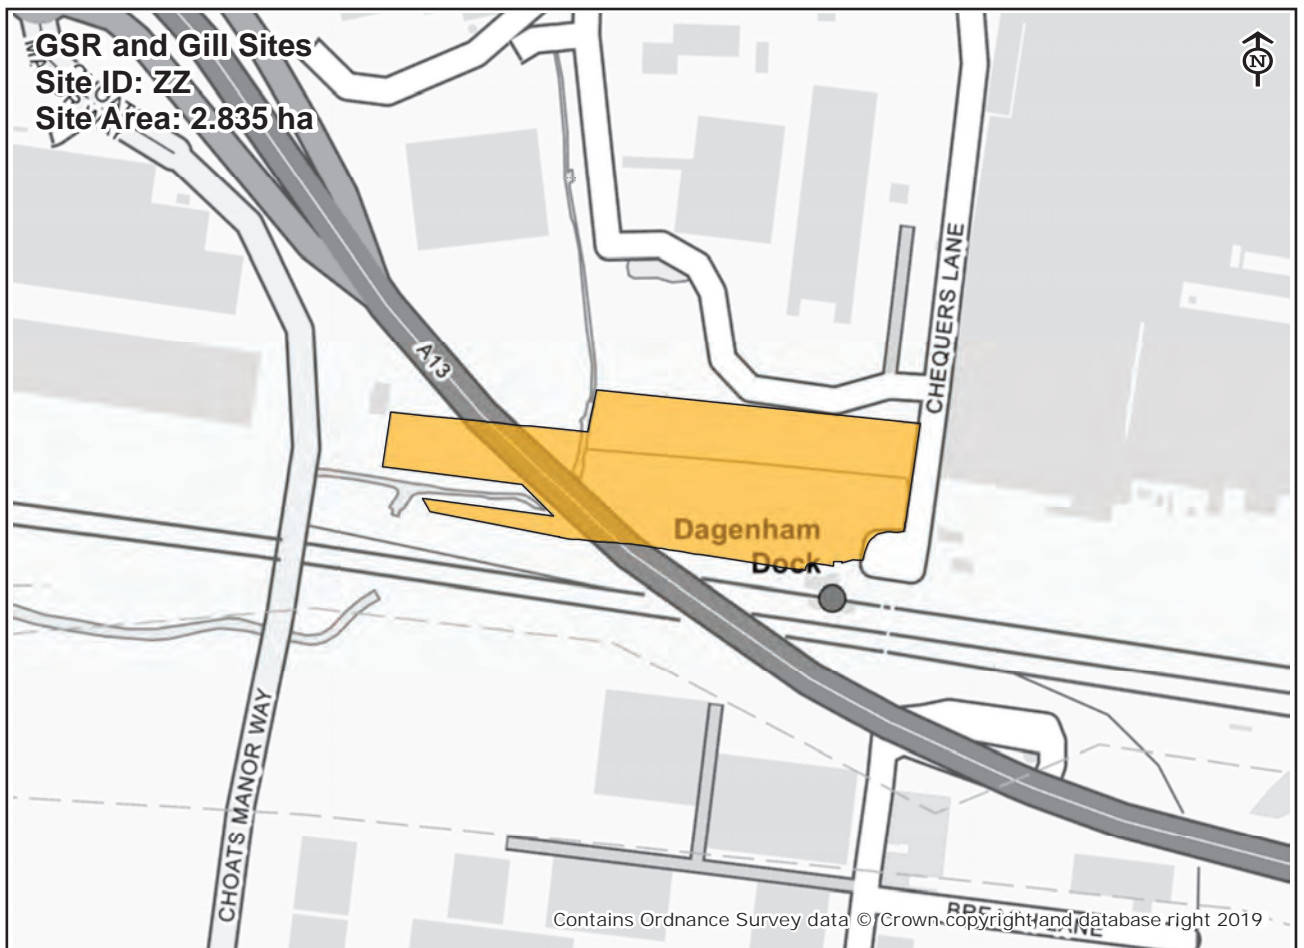 GSR and Gill Sites
Site ID: ZZ
Site Area: 2.835 ha
N
A13
CHEQUERS LANE
Dagenham
Dock
CHOATS MANOR WAY
LANE
Contains Ordnance Survey data © Crown copyright and database right 2019